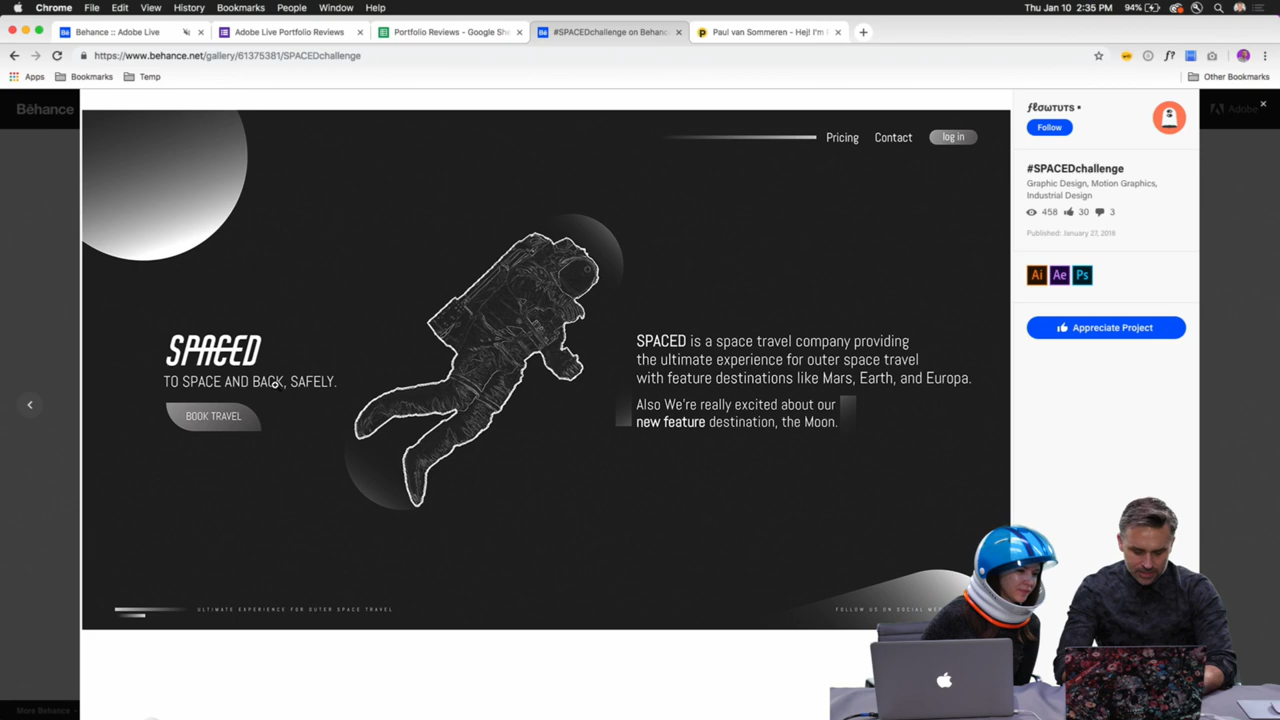 Chrome File Edit View History Bookmarks People Window Help
94% Thu Jan 10 2:35 PM
Behance :: Adobe Live
Adobe Live Portfolio Reviews
Portfolio Reviews - Google She
#SPACEDchallenge on Behanc
Paul van Sommeren - Hej! I'm
https://www.behance.net/gallery/61375381/SPACEDchallenge
f?
Apps Bookmarks Temp Other Bookmarks
Bēhance
Adobe
Pricing Contact log in
SPACED
TO SPACE AND BACK, SAFELY.
BOOK TRAVEL
SPACED is a space travel company providing
the ultimate experience for outer space travel
with feature destinations like Mars, Earth, and Europa.
Also We're really excited about our
new feature destination, the Moon.
ULTIMATE EXPERIENCE FOR OUTER SPACE TRAVEL
FOLLOW US ON SOCIAL
ƒℓσωтυтѕ •
Follow
#SPACEDchallenge
Graphic Design, Motion Graphics,
Industrial Design
458 30 3
Published: January 27, 2018
Ai Ae Ps
Appreciate Project
More Behance